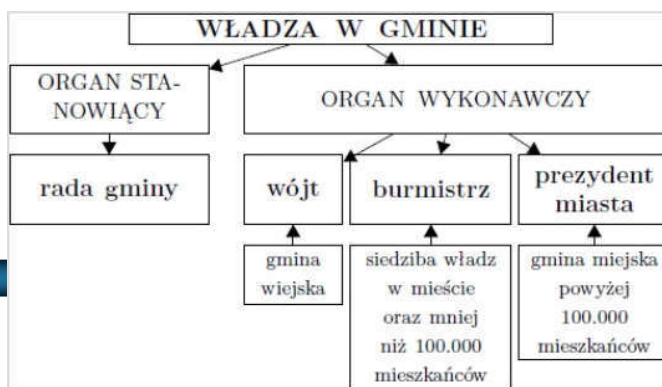 WŁADZA W GMINIE
ORGAN STA-
NOWIĄCY
ORGAN WYKONAWCZY
rada gminy
wójt
burmistrz
prezydent
miasta
gmina
wiejska
siedziba władz
w mieście
oraz mniej
niż 100.000
mieszkańców
gmina miejska
powyżej
100.000
mieszkańców